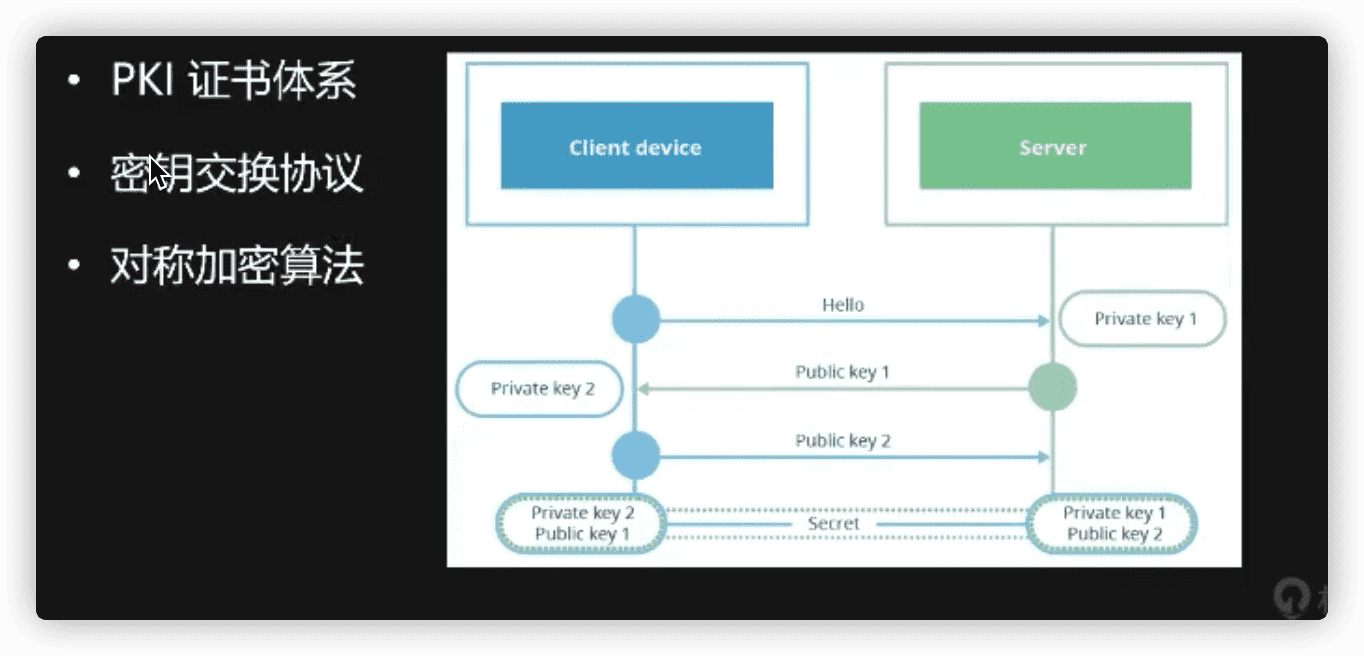 • PKI 证书体系
• 密钥交换协议
• 对称加密算法
Client device
Server
Hello
Private key 1
Public key 1
Private key 2
Public key 2
Private key 2
Public key 1
Secret
Private key 1
Public key 2